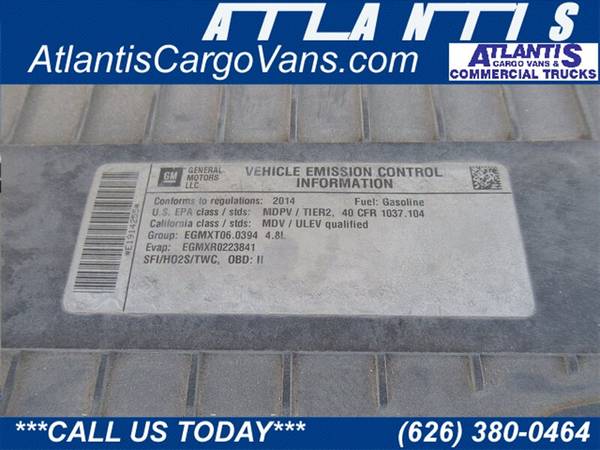 ATLANTIS
AtlantisCargoVans.com
ATLANTIS
CARGO VANS &
COMMERCIAL TRUCKS
GM
GENERAL
MOTORS
LLC
VEHICLE EMISSION CONTROL
INFORMATION
Conforms to regulations: 2014 Fuel: Gasoline
U.S. EPA class / stds: MDPV / TIER2, 40 CFR 1037.104
California class / stds: MDV / ULEV qualified
Group: EGMXT06.0394 4.8L
Evap: EGMXR0223841
SFI/HO2S/TWC, OBD: II
*E1914255*
***CALL US TODAY*** (626) 380-0464